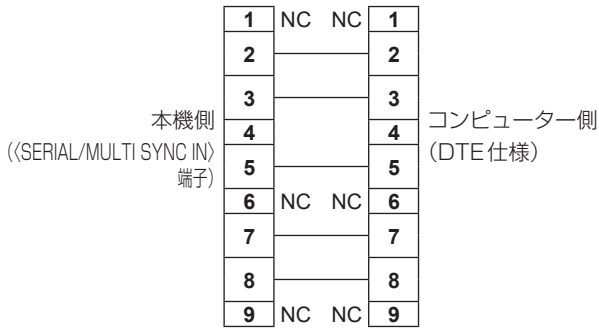 1 NC NC 1
2 2
3 3
本機側
コンピューター側
4 4
(〈SERIAL/MULTI SYNC IN〉
(DTE仕様)
5 5
端子)
6 NC NC 6
7 7
8 8
9 NC NC 9